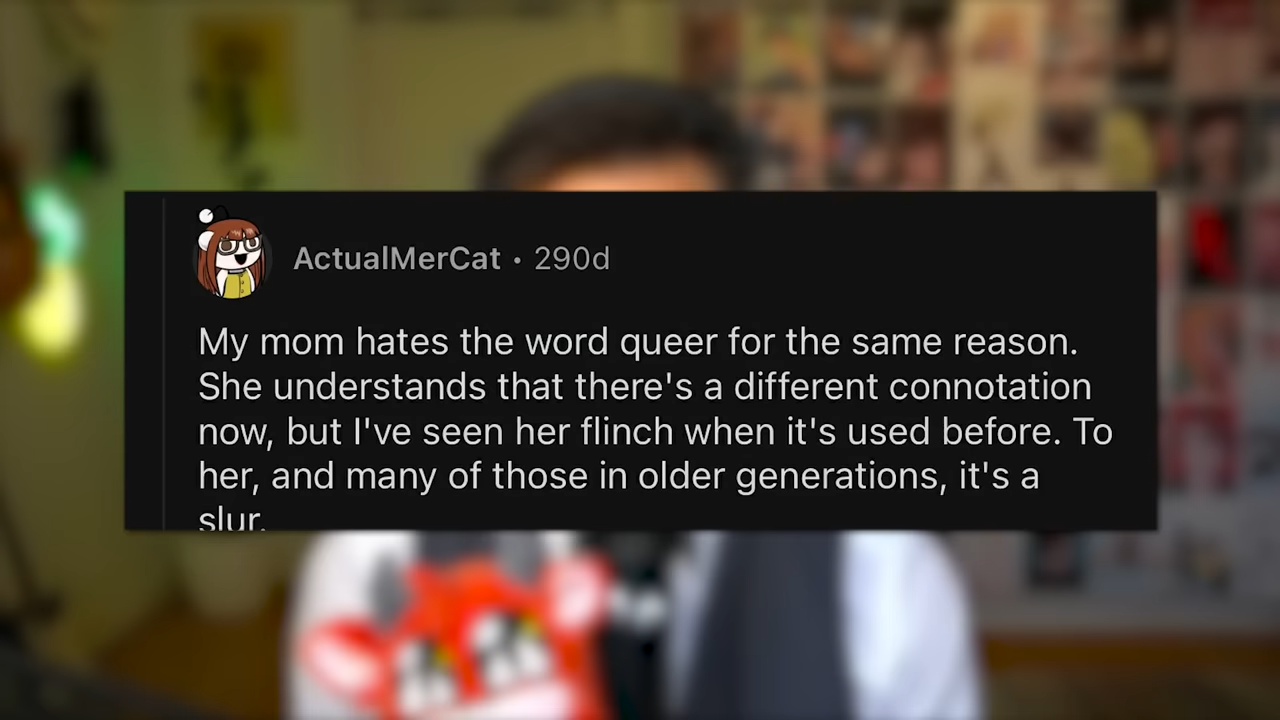 ActualMerCat • 290d
My mom hates the word queer for the same reason.
She understands that there's a different connotation
now, but I've seen her flinch when it's used before. To
her, and many of those in older generations, it's a
slur.